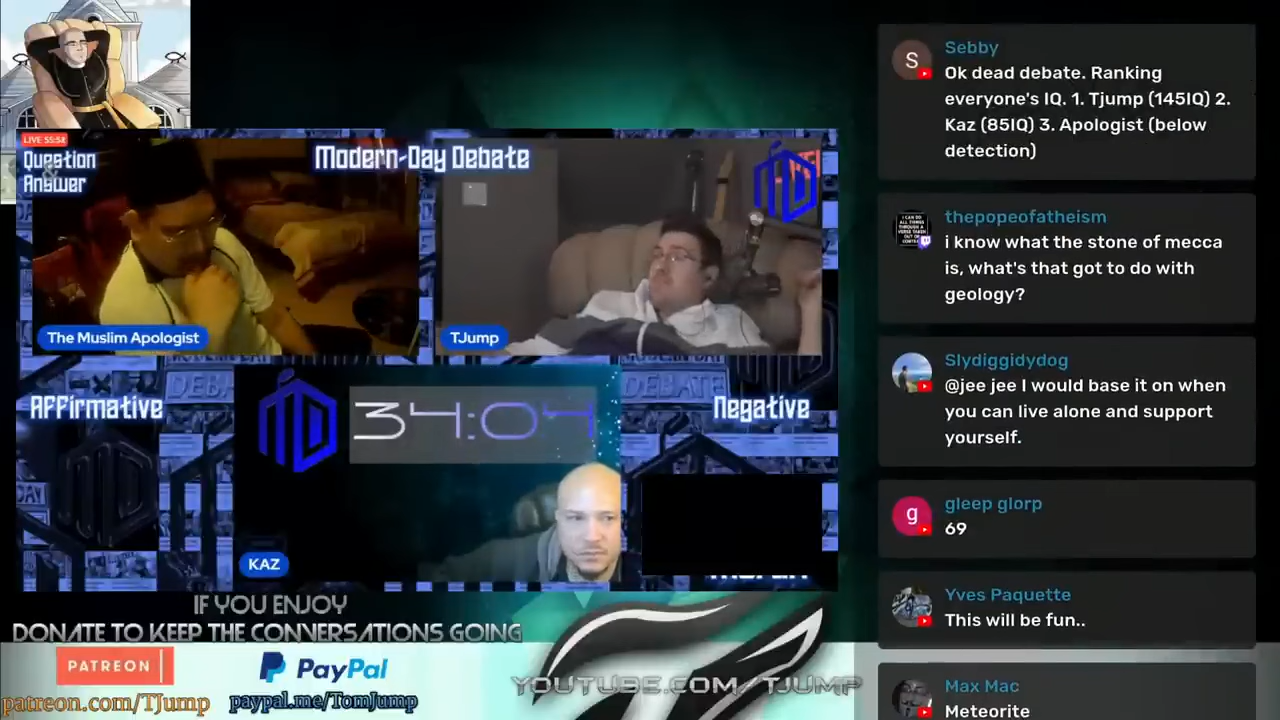 LIVE 55:58
Question
&
Answer
Modern-Day Debate
The Muslim Apologist
TJump
Affirmative
Negative
34:04
KAZ
IF YOU ENJOY
DONATE TO KEEP THE CONVERSATIONS GOING
PATREON
PayPal
patreon.com/TJump
paypal.me/TomJump
YOUTUBE.COM/TJUMP
S
Sebby
Ok dead debate. Ranking
everyone's IQ. 1. Tjump (145IQ) 2.
Kaz (85IQ) 3. Apologist (below
detection)
thepopeofatheism
i know what the stone of mecca
is, what's that got to do with
geology?
Slydiggidydog
@jee jee I would base it on when
you can live alone and support
yourself.
g
gleep glorp
69
Yves Paquette
This will be fun..
Max Mac
Meteorite